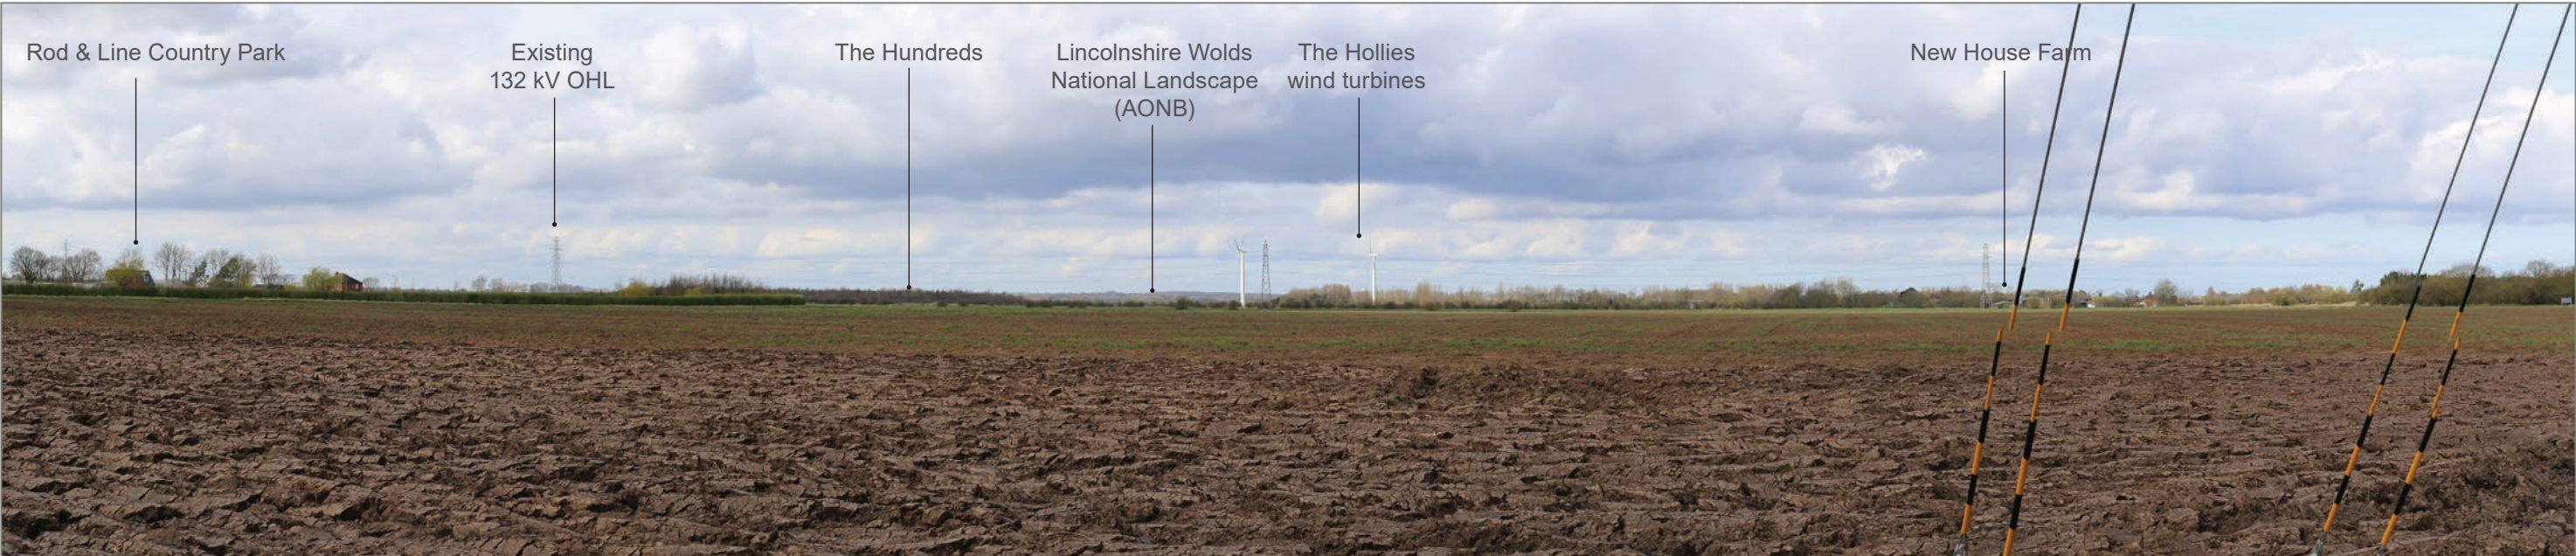 Rod & Line Country Park
Existing
132 kV OHL
The Hundreds
Lincolnshire Wolds
National Landscape
(AONB)
The Hollies
wind turbines
New House Farm